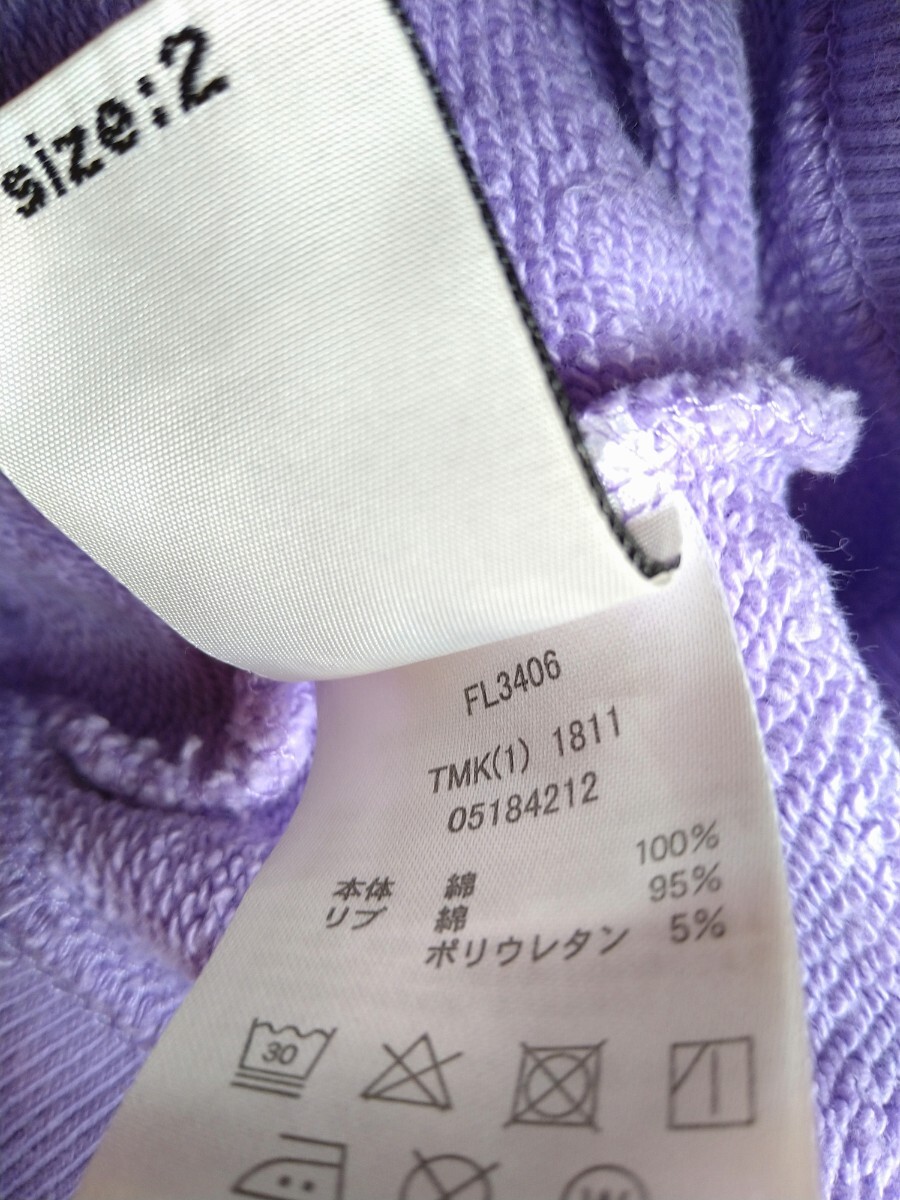 size:2
FL3406
TMK(1) 1811
05184212
本体 綿 100%
リブ 綿 95%
ポリウレタン 5%
30